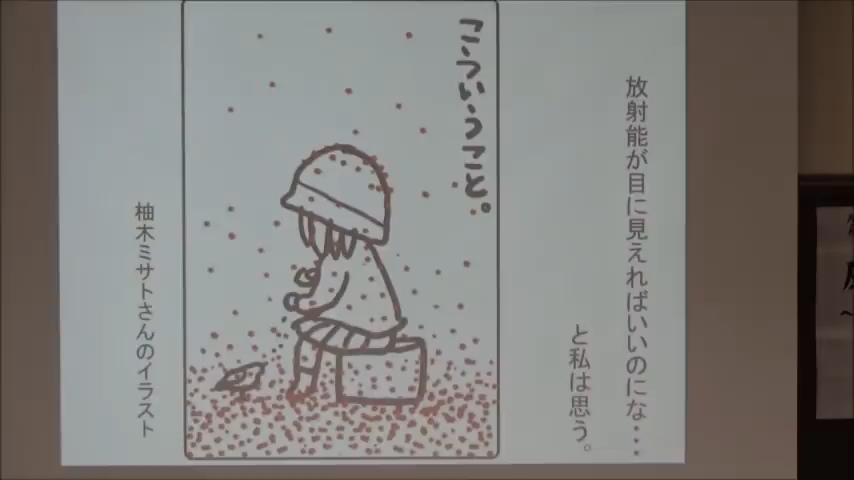 放射能が目に見えればいいのにな・・・
と私は思う。
こういうこと。
柚木ミサトさんのイラスト